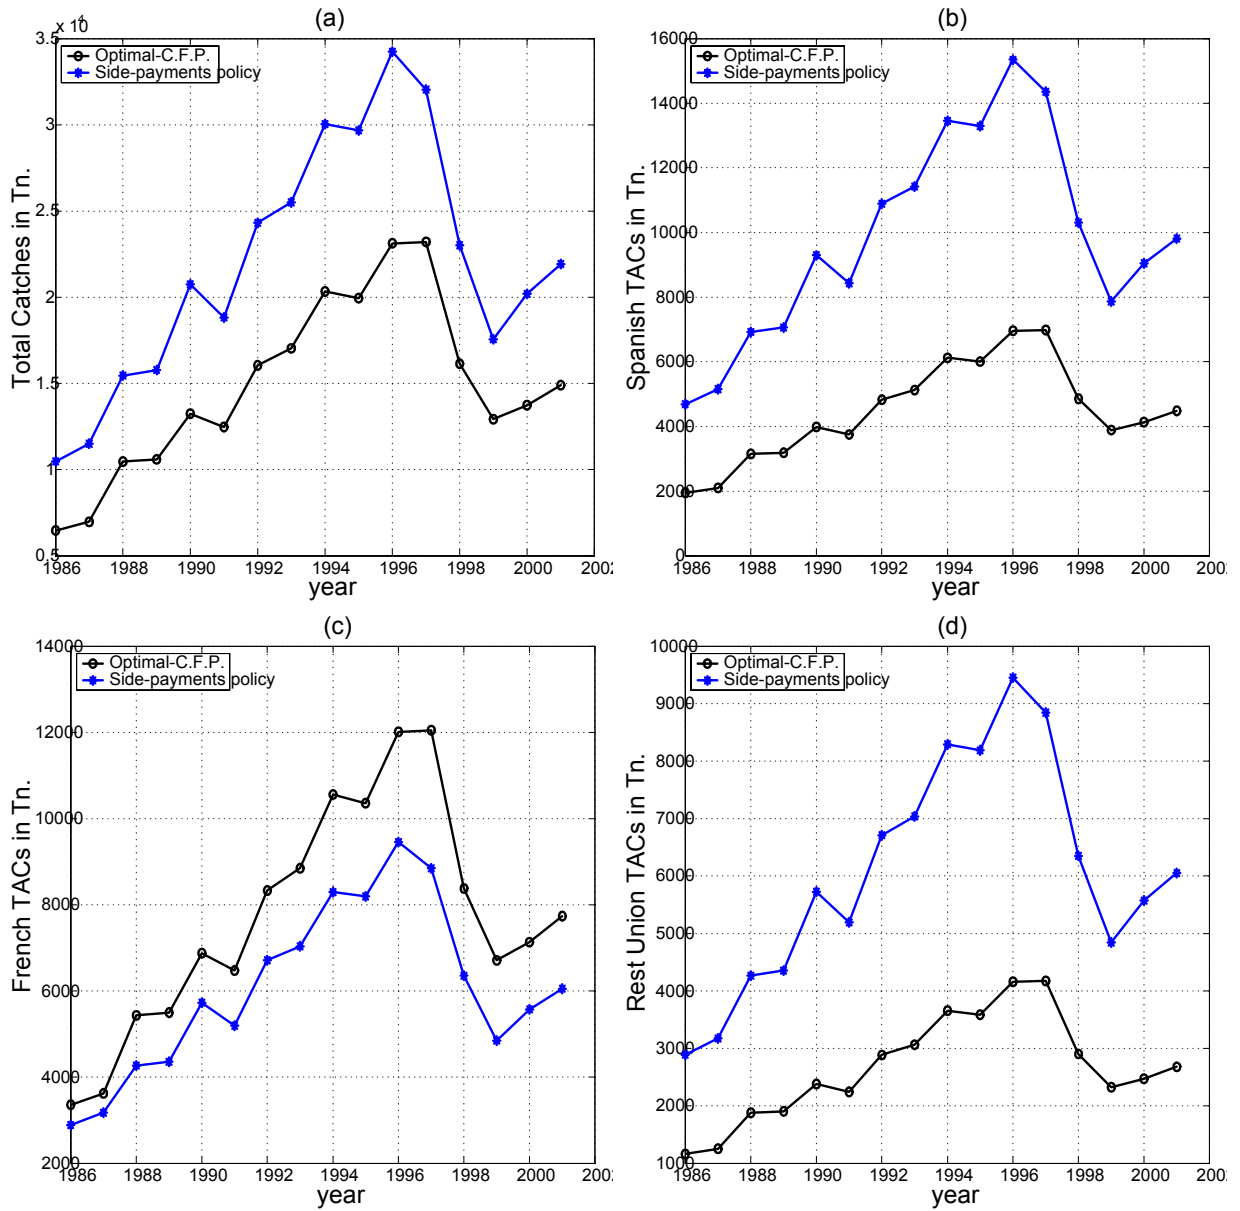 (a)
x 10^4
3.5
3
2.5
2
1.5
1
0.5
Optimal-C.F.P.
Side-payments policy
Total Catches in Tn.
1986 1988 1990 1992 1994 1996 1998 2000 2002
year
(b)
16000
14000
12000
10000
8000
6000
4000
2000
0
Optimal-C.F.P.
Side-payments policy
Spanish TACs in Tn.
1986 1988 1990 1992 1994 1996 1998 2000 2002
year
(c)
14000
12000
10000
8000
6000
4000
2000
Optimal-C.F.P.
Side-payments policy
French TACs in Tn.
1986 1988 1990 1992 1994 1996 1998 2000 200
year
(d)
10000
9000
8000
7000
6000
5000
4000
3000
2000
1000
Optimal-C.F.P.
Side-payments policy
Rest Union TACs in Tn.
1986 1988 1990 1992 1994 1996 1998 2000 200
year